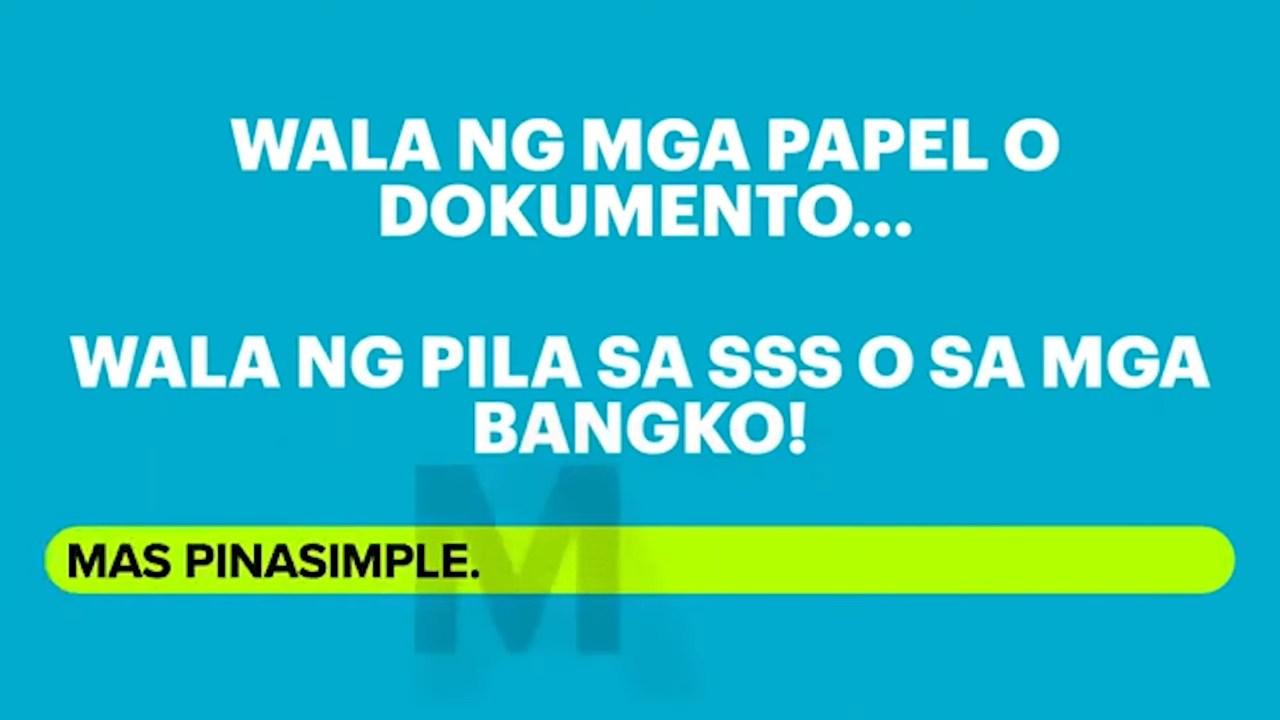 WALA NG MGA PAPEL O
DOKUMENTO...
WALA NG PILA SA SSS O SA MGA
BANGKO!
MAS PINASIMPLE.
M